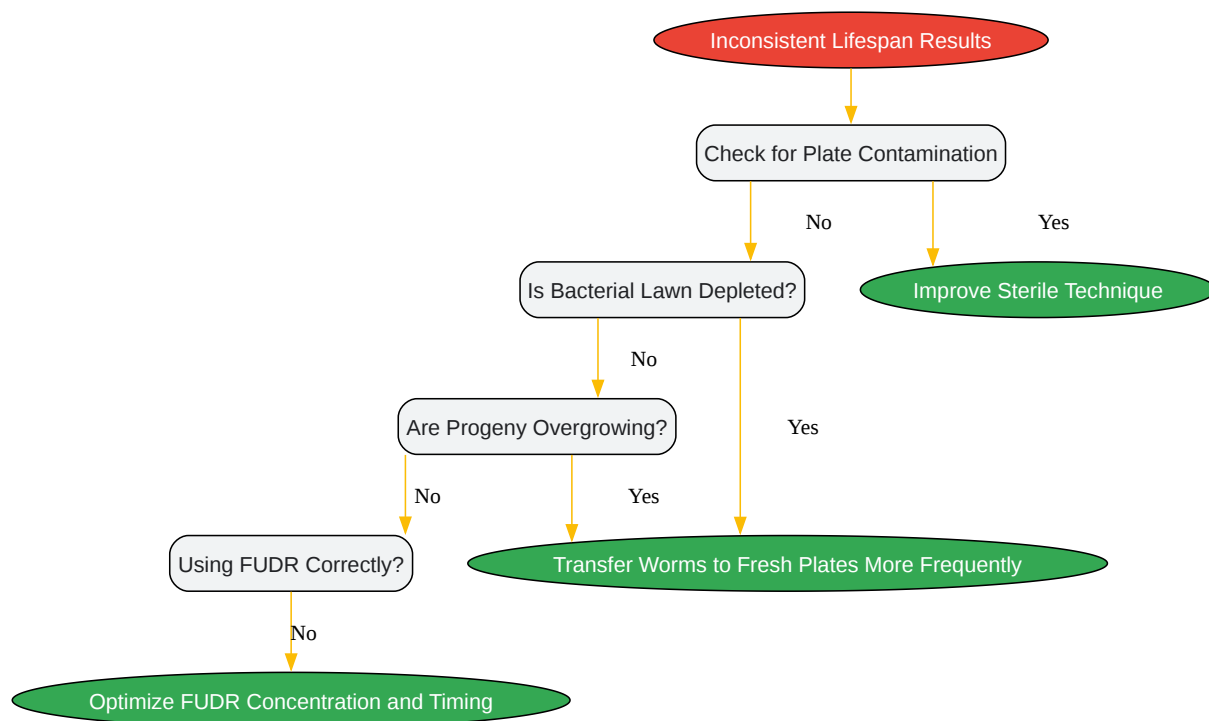 Inconsistent Lifespan Results
Check for Plate Contamination
No
Yes
Is Bacterial Lawn Depleted?
Improve Sterile Technique
No
Yes
Are Progeny Overgrowing?
No
Yes
Using FUDR Correctly?
Transfer Worms to Fresh Plates More Frequently
No
Optimize FUDR Concentration and Timing